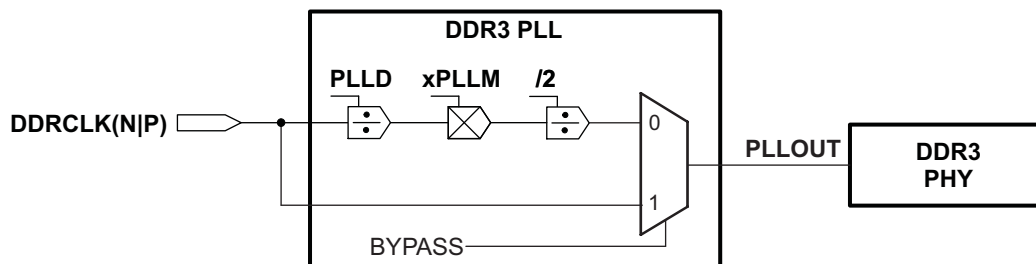 DDR3 PLL
PLLD
xPLLM
/2
DDRCLK(N|P)
0
PLLOUT
DDR3
PHY
1
BYPASS